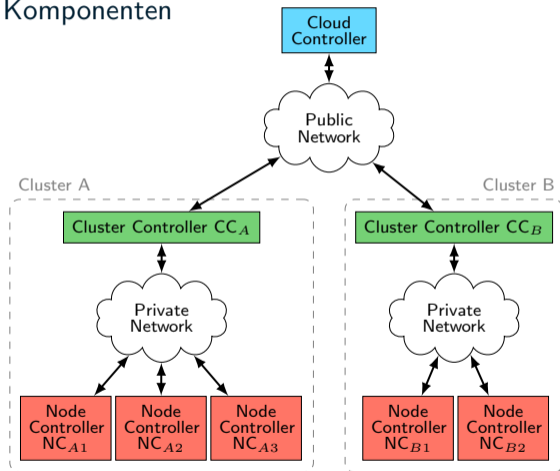 Komponenten
Cloud
Controller
Public
Network
Cluster A
Cluster B
Cluster Controller CC_A
Cluster Controller CC_B
Private
Network
Private
Network
Node
Controller
NC_A1
Node
Controller
NC_A2
Node
Controller
NC_A3
Node
Controller
NC_B1
Node
Controller
NC_B2